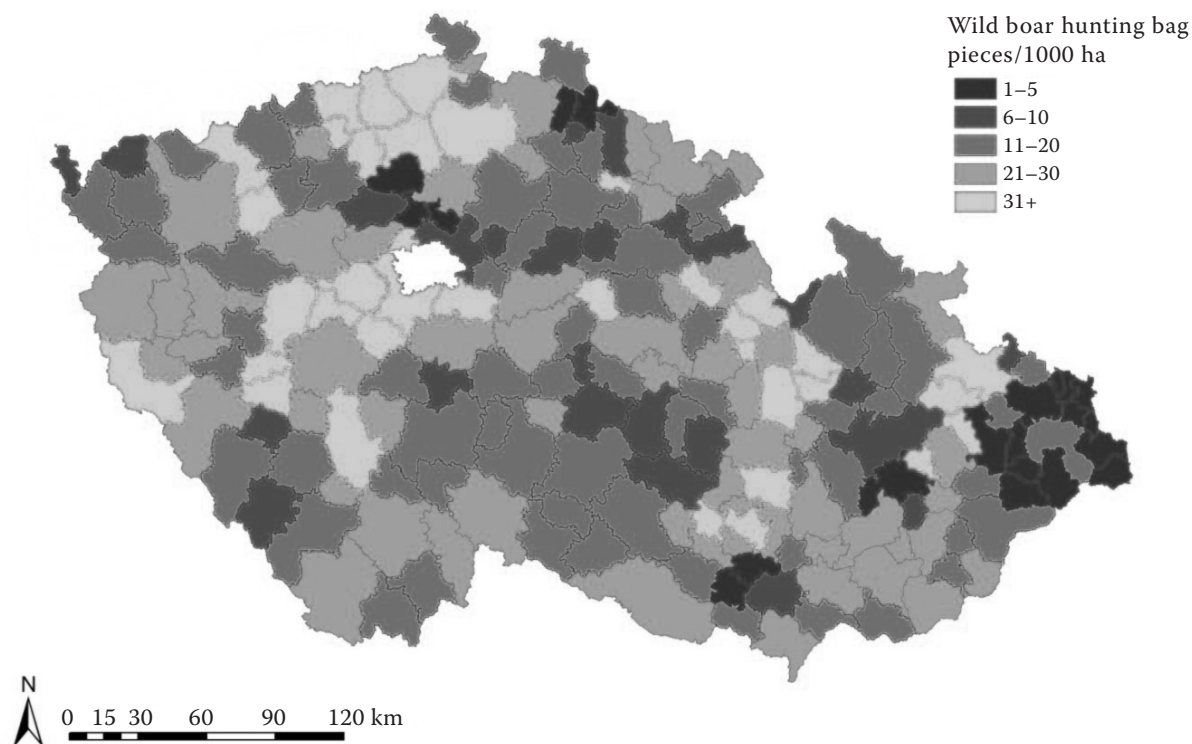 Wild boar hunting bag
pieces/1000 ha
1–5
6–10
11–20
21–30
31+
N
0 15 30 60 90 120 km